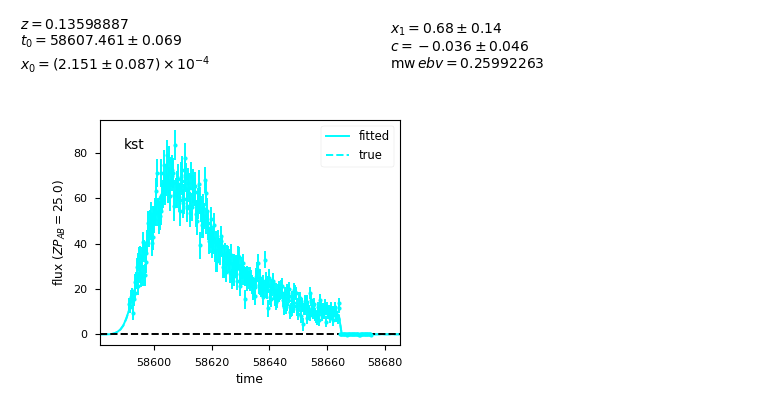 z = 0.13598887
t₀ = 58607.461 ± 0.069
x₀ = (2.151 ± 0.087) × 10⁻⁴
x₁ = 0.68 ± 0.14
c = −0.036 ± 0.046
mw ebv = 0.25992263
kst
fitted
true
80
60
40
20
0
flux (ZP_AB = 25.0)
58600 58620 58640 58660 58680
time